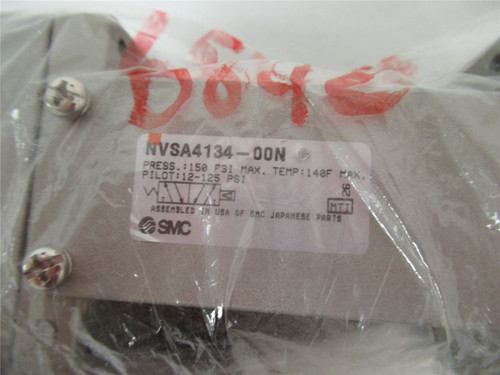 NVSA4134-00N
PRESS.:150 PSI MAX. TEMP:140F MAX.
PILOT:12-125 PSI
MTI
ASSEMBLED IN USA OF SMC JAPANESE PARTS
SMC